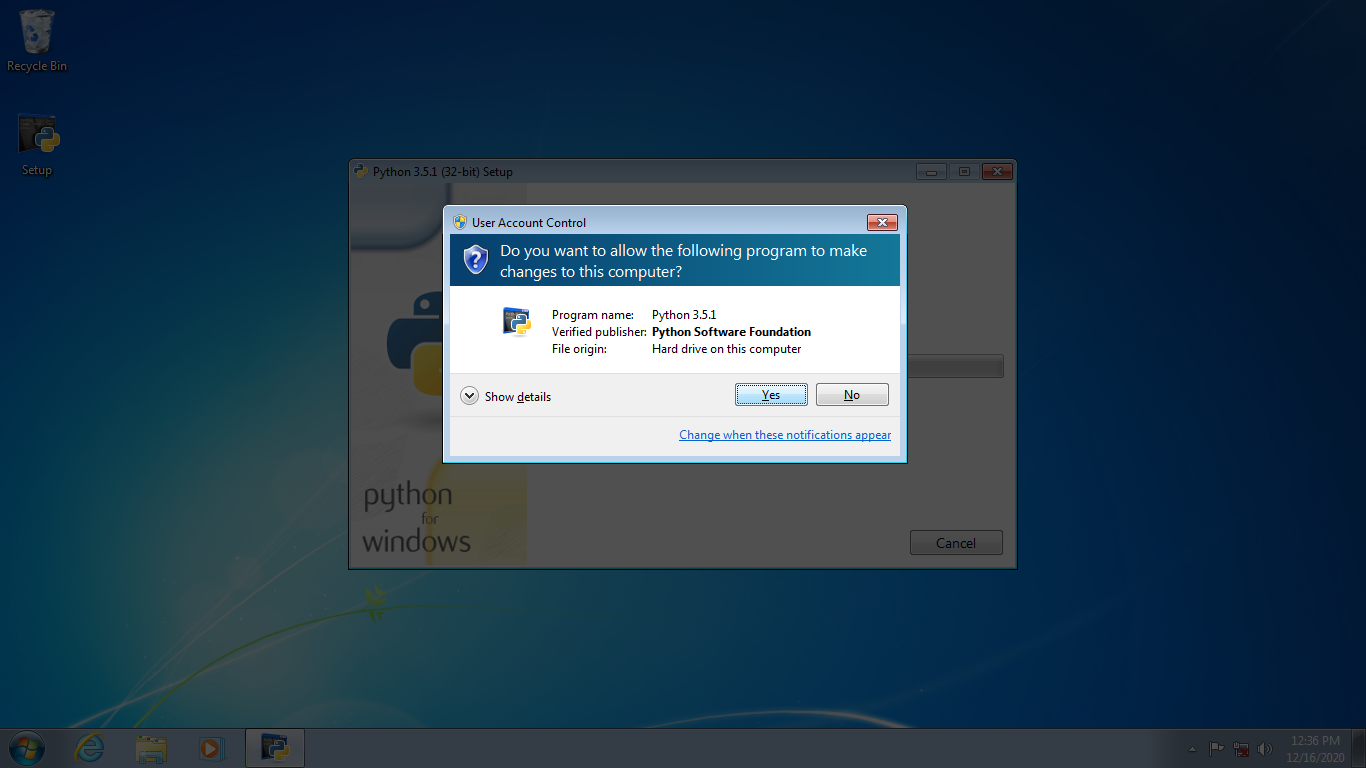 Recycle Bin
Setup
Python 3.5.1 (32-bit) Setup
User Account Control
Do you want to allow the following program to make
changes to this computer?
Program name: Python 3.5.1
Verified publisher: Python Software Foundation
File origin: Hard drive on this computer
Show details
Yes
No
Change when these notifications appear
python
for
windows
Cancel
12:36 PM
12/16/2020